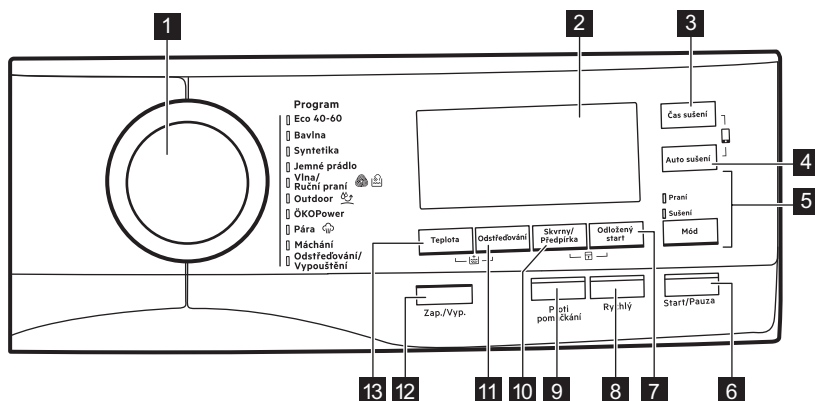 1
2
3
Program
Eco 40-60
Bavlna
Syntetika
Jemné prádlo
Vlna/
Ruční praní
Outdoor
ÖKOPower
Pára
Máchání
Odstřeďování/
Vypouštění
Čas sušení
Auto sušení
4
5
Praní
Sušení
Mód
Teplota
Odstřeďování
Skvrny/
Předpírka
Odložený
start
Zap./Vyp.
Proti
pomačkání
Rychlý
Start/Pauza
13
12
11
10
9
8
7
6